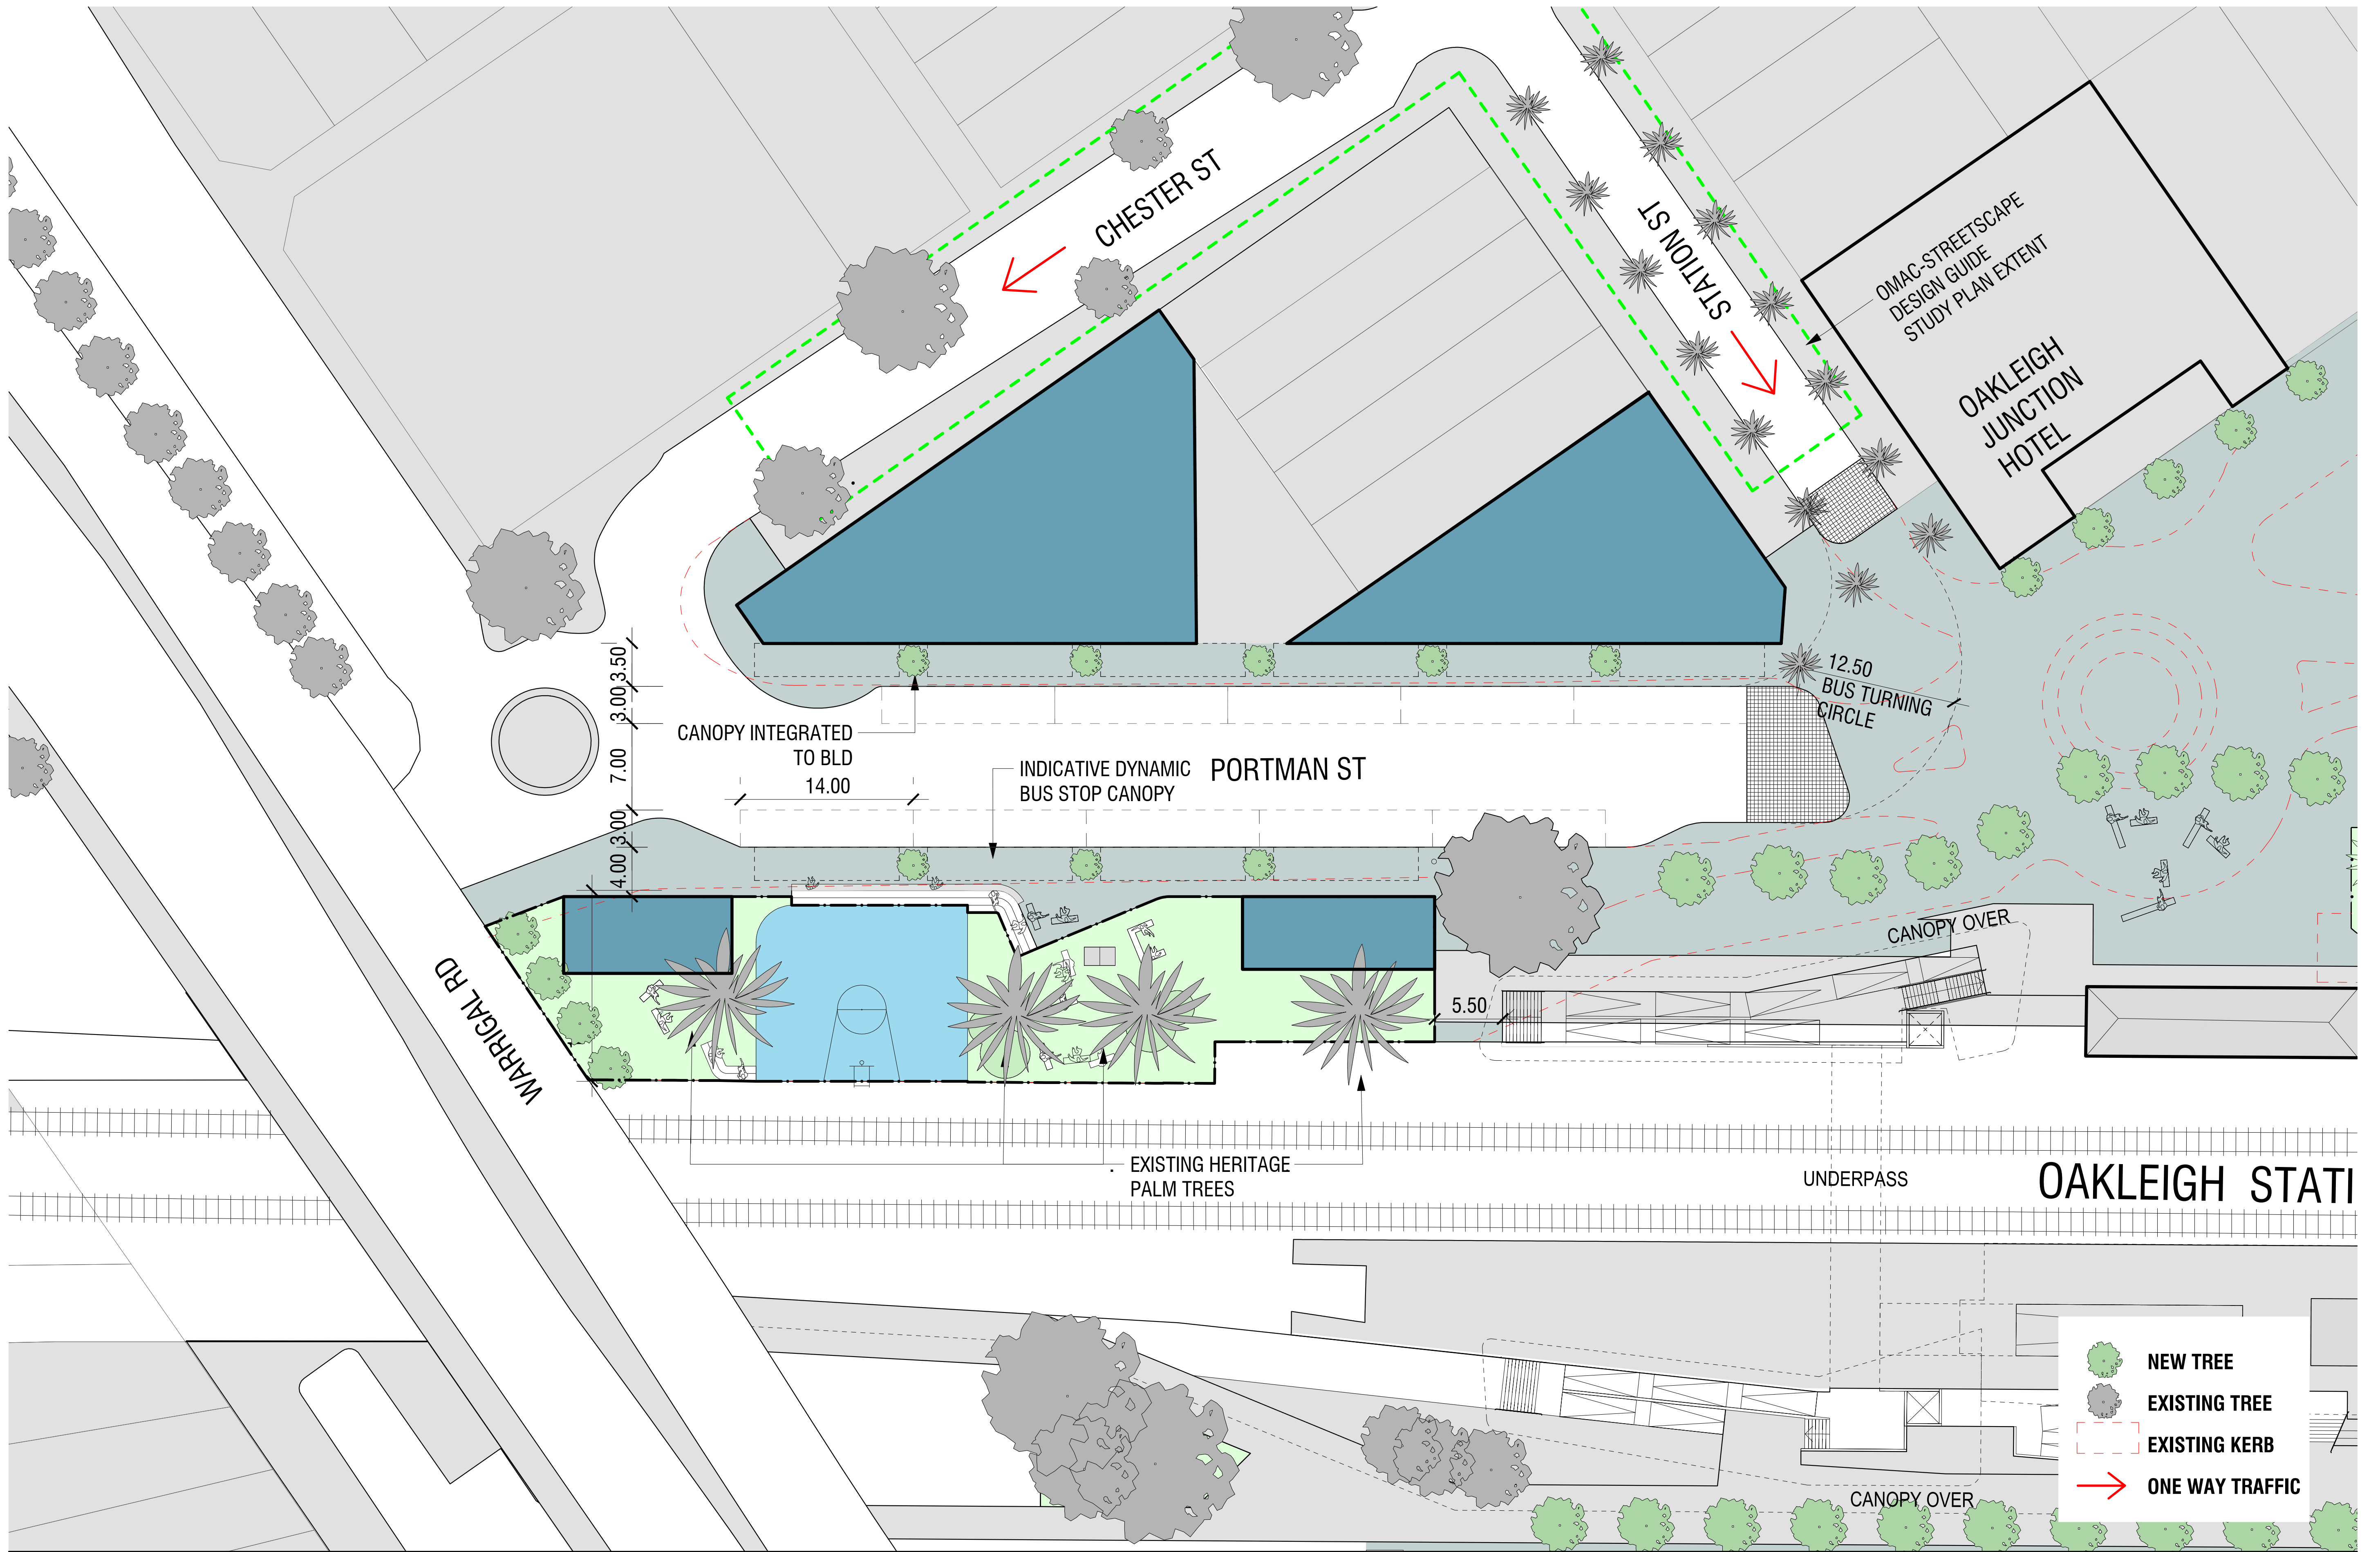 CHESTER ST
STATION ST
OMAC-STREETSCAPE
DESIGN GUIDE
STUDY PLAN EXTENT
OAKLEIGH
JUNCTION
HOTEL
3.50
3.00
7.00
3.00
4.00
CANOPY INTEGRATED
TO BLD
14.00
INDICATIVE DYNAMIC
BUS STOP CANOPY
PORTMAN ST
12.50
BUS TURNING
CIRCLE
CANOPY OVER
5.50
WARRIGAL RD
EXISTING HERITAGE
PALM TREES
UNDERPASS
OAKLEIGH STATI
CANOPY OVER
NEW TREE
EXISTING TREE
EXISTING KERB
ONE WAY TRAFFIC